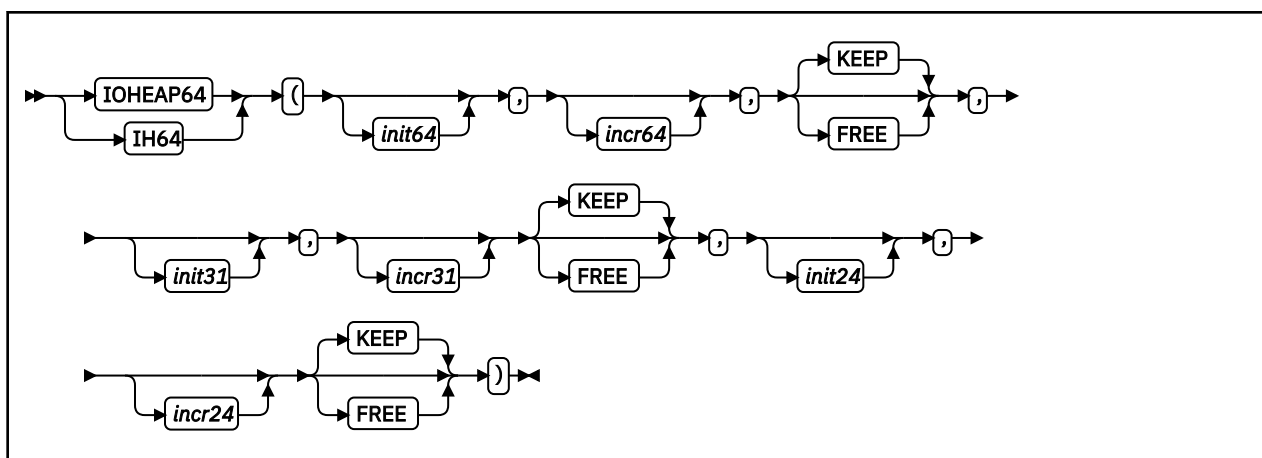 KEEP
IOHEAP64 ( , , ,
IH64 init64 incr64 FREE
KEEP
, , ,
init31 incr31 FREE init24
KEEP
)
incr24 FREE